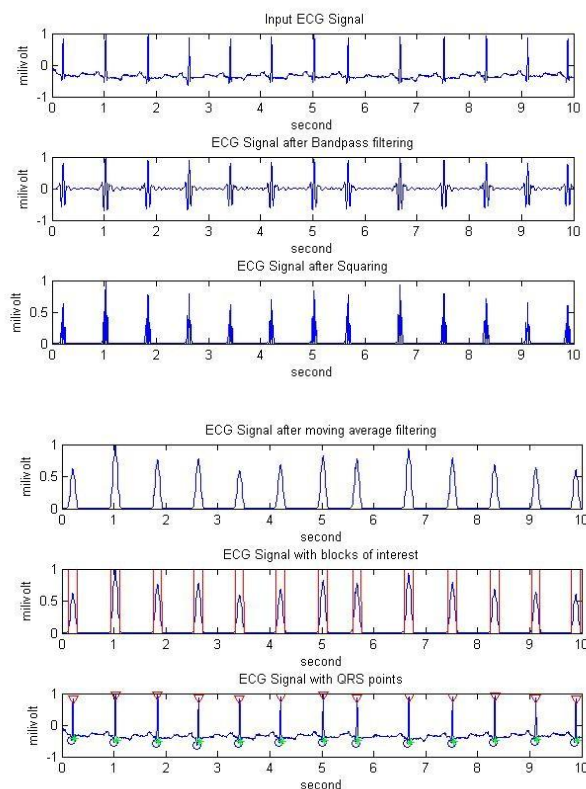 Input ECG Signal
milivolt
1
0
-1
0 1 2 3 4 5 6 7 8 9 10
second
ECG Signal after Bandpass filtering
milivolt
1
0
-1
0 1 2 3 4 5 6 7 8 9 10
second
ECG Signal after Squaring
milivolt
1
0.5
0
0 1 2 3 4 5 6 7 8 9 10
second
ECG Signal after moving average filtering
milivolt
1
0.5
0
0 1 2 3 4 5 6 7 8 9 10
second
ECG Signal with blocks of interest
milivolt
1
0.5
0
0 1 2 3 4 5 6 7 8 9 10
second
ECG Signal with QRS points
milivolt
1
0
-1
0 1 2 3 4 5 6 7 8 9 10
second